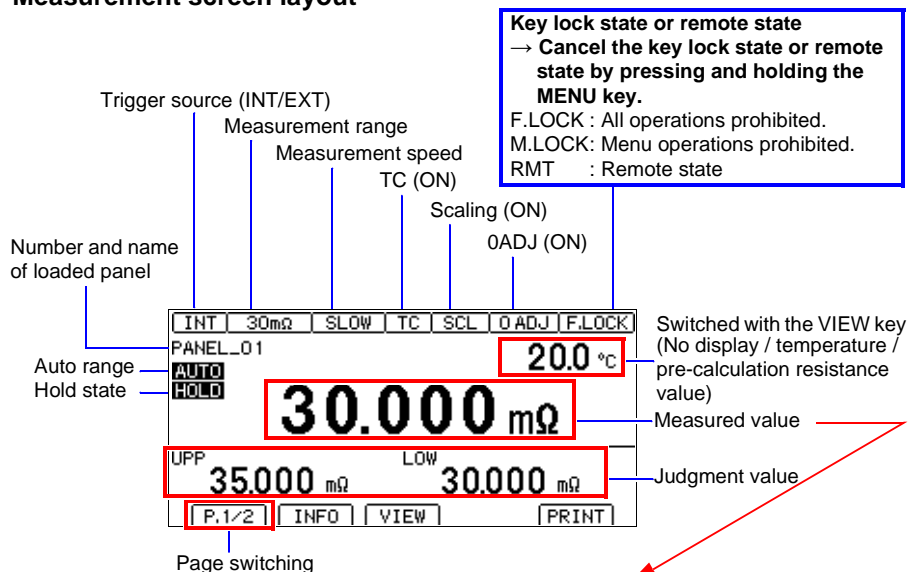 Measurement screen layout
Key lock state or remote state
→ Cancel the key lock state or remote
state by pressing and holding the
MENU key.
F.LOCK : All operations prohibited.
M.LOCK: Menu operations prohibited.
RMT : Remote state
Trigger source (INT/EXT)
Measurement range
Measurement speed
TC (ON)
Scaling (ON)
0ADJ (ON)
Number and name
of loaded panel
Auto range
Hold state
INT 30mΩ SLOW TC SCL 0 ADJ F.LOCK
PANEL_01
20.0 °C
AUTO
HOLD
30.000 mΩ
UPP LOW
35.000 mΩ 30.000 mΩ
P.1/2 INFO VIEW PRINT
Switched with the VIEW key
(No display / temperature /
pre-calculation resistance
value)
Measured value
Judgment value
Page switching